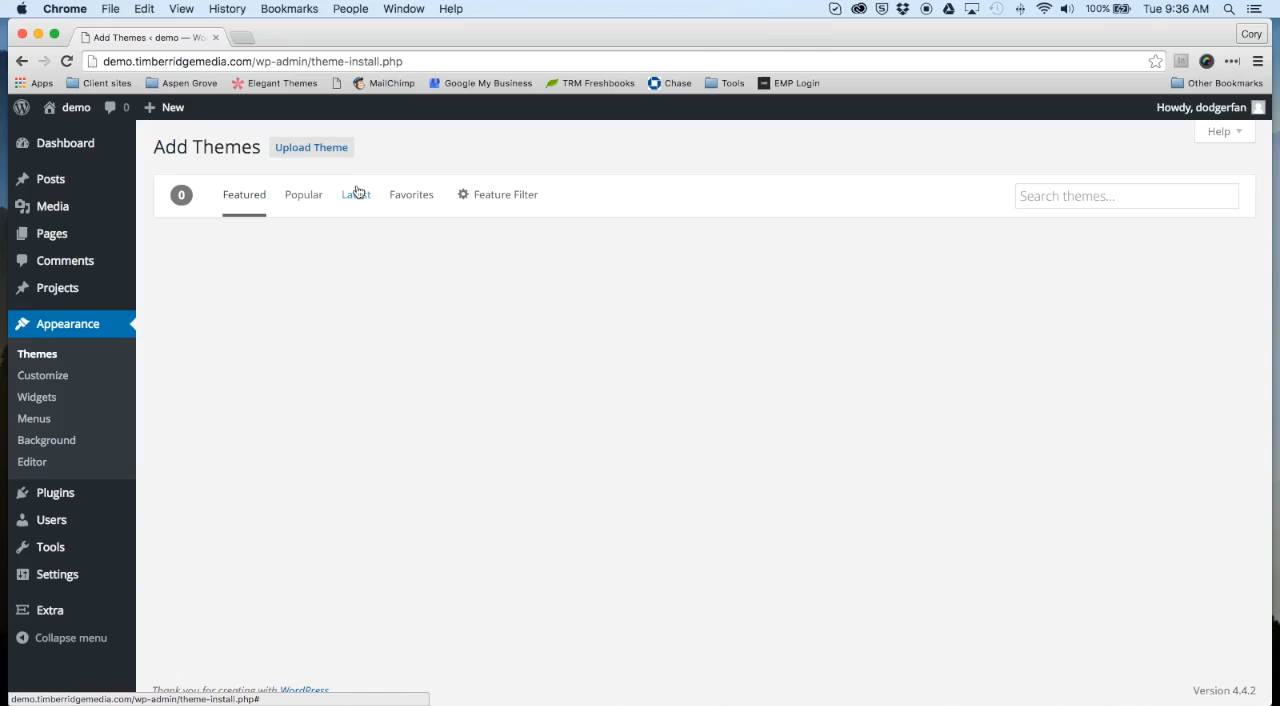 Chrome File Edit View History Bookmarks People Window Help 100% Tue 9:36 AM
Add Themes ‹ demo — Wo Cory
demo.timberridgemedia.com/wp-admin/theme-install.php
Apps Client sites Aspen Grove Elegant Themes MailChimp Google My Business TRM Freshbooks Chase Tools EMP Login Other Bookmarks
demo 0 New Howdy, dodgerfan
Help
Add Themes Upload Theme
0 Featured Popular Latest Favorites Feature Filter Search themes...
Dashboard
Posts
Media
Pages
Comments
Projects
Appearance
Themes
Customize
Widgets
Menus
Background
Editor
Plugins
Users
Tools
Settings
Extra
Collapse menu
Thank you for creating with WordPress Version 4.4.2
demo.timberridgemedia.com/wp-admin/theme-install.php#